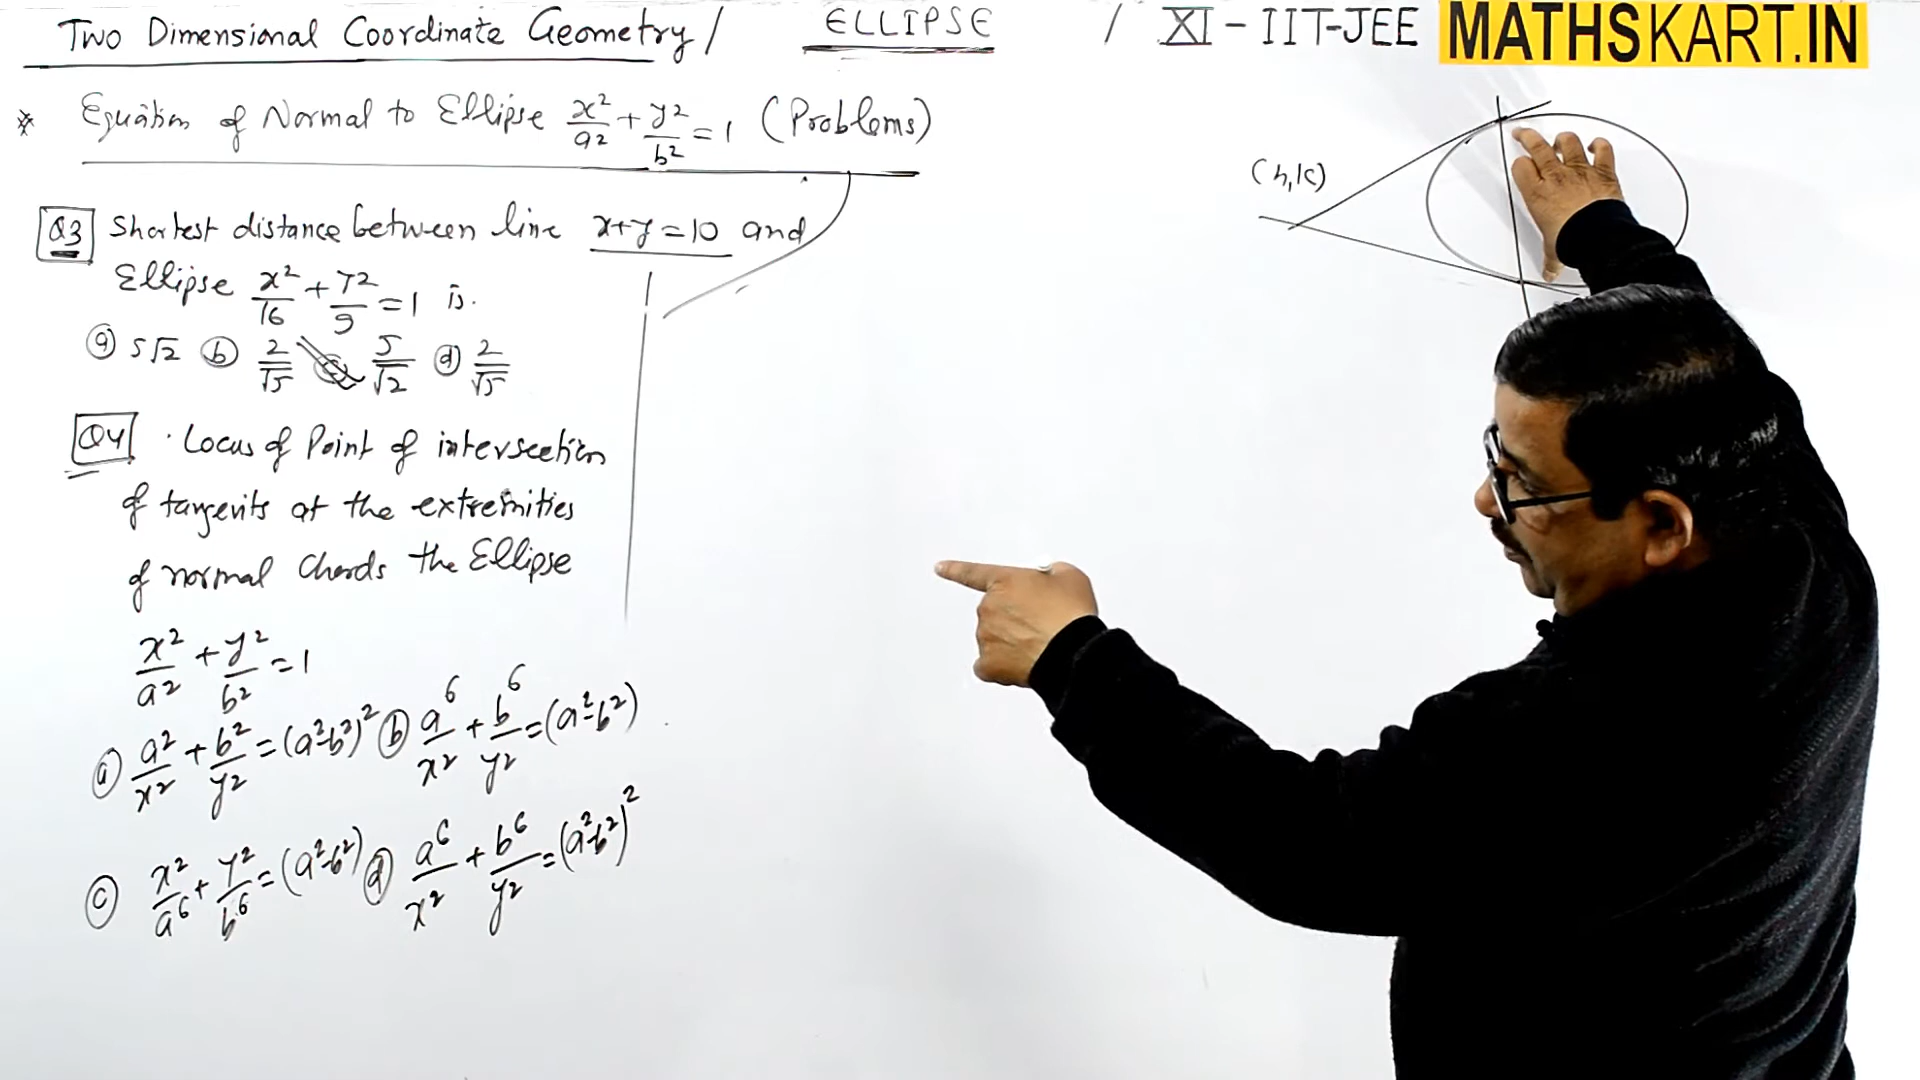 Two Dimensional Coordinate Geometry / ELLIPSE / XI - IIT-JEE MATHSKART.IN
* Equation of Normal to Ellipse x²/a² + y²/b² = 1 (Problems)
(h,k)
Q3 Shortest distance between line x+y=10 and
Ellipse x²/16 + y²/9 = 1 is.
(a) 5√2 (b) 2/√5 (c) 5/√2 (d) 2/√5
Q4 . Locus of Point of intersection
of tangents at the extremities
of normal Chords the Ellipse
x²/a² + y²/b² = 1
(a) a²/x² + b²/y² = (a²-b²)² (b) a⁶/x² + b⁶/y² = (a²-b²)
(c) x²/a⁶ + y²/b⁶ = (a²-b²) (d) a⁶/x² + b⁶/y² = (a²-b²)²